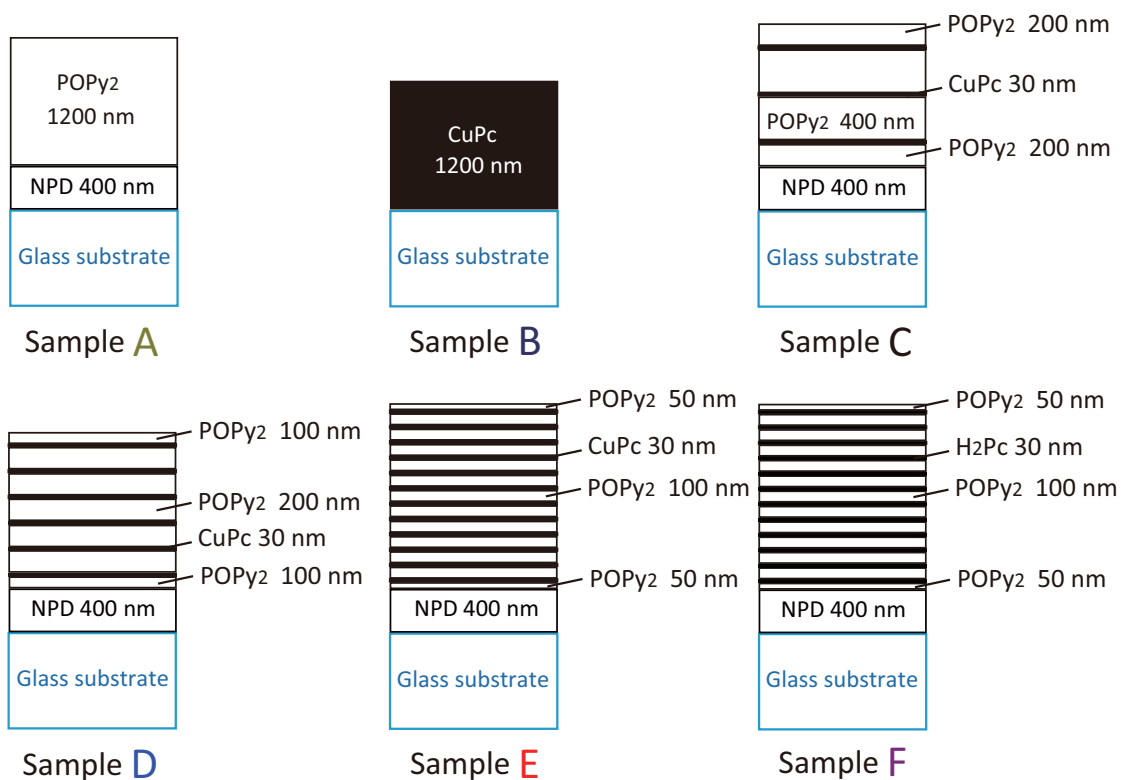 POPy2
1200 nm
NPD 400 nm
Glass substrate
Sample A
CuPc
1200 nm
Glass substrate
Sample B
POPy2 200 nm
CuPc 30 nm
POPy2 400 nm
POPy2 200 nm
NPD 400 nm
Glass substrate
Sample C
POPy2 100 nm
POPy2 200 nm
CuPc 30 nm
POPy2 100 nm
NPD 400 nm
Glass substrate
Sample D
POPy2 50 nm
CuPc 30 nm
POPy2 100 nm
POPy2 50 nm
NPD 400 nm
Glass substrate
Sample E
POPy2 50 nm
H2Pc 30 nm
POPy2 100 nm
POPy2 50 nm
NPD 400 nm
Glass substrate
Sample F